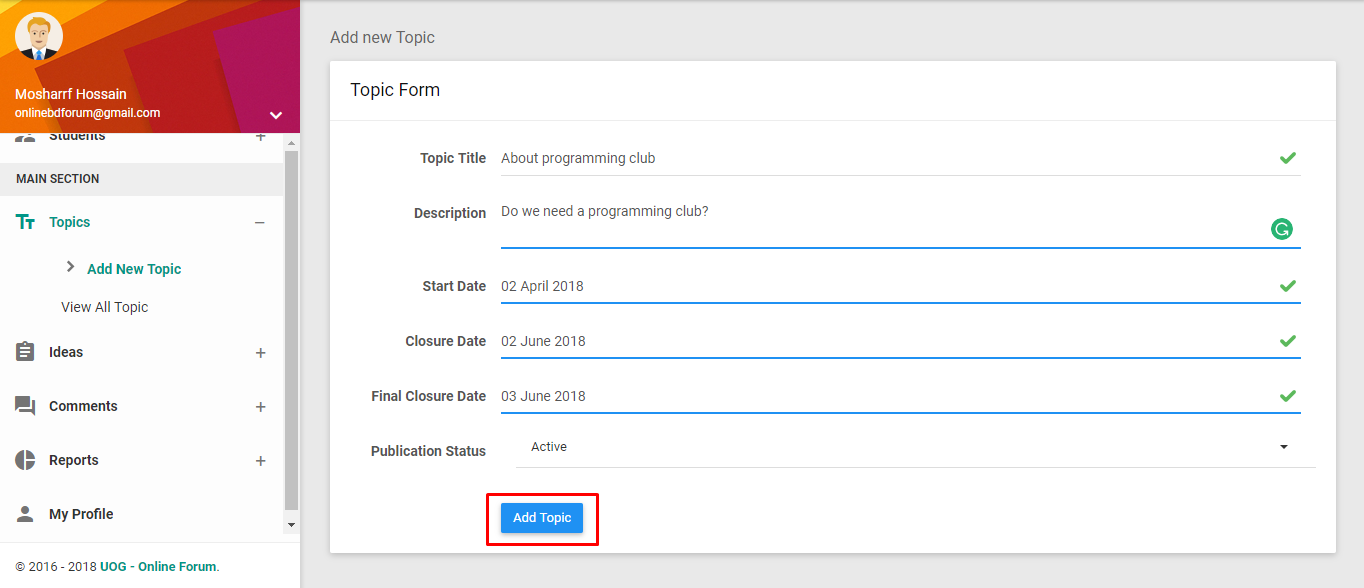 Mosharrf Hossain
onlinebdforum@gmail.com
Students
MAIN SECTION
Topics
Add New Topic
View All Topic
Ideas
Comments
Reports
My Profile
© 2016 - 2018 UOG - Online Forum.
Add new Topic
Topic Form
Topic Title About programming club
Description Do we need a programming club?
Start Date 02 April 2018
Closure Date 02 June 2018
Final Closure Date 03 June 2018
Publication Status Active
Add Topic